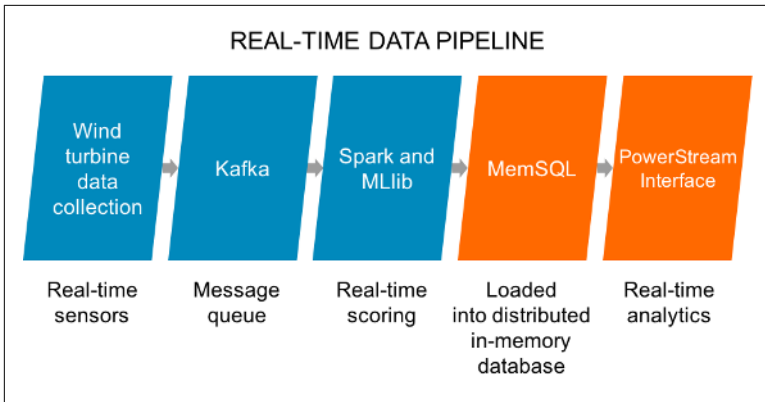 REAL-TIME DATA PIPELINE
Wind
turbine
data
collection
Kafka
Spark and
MLlib
MemSQL
PowerStream
Interface
Real-time
sensors
Message
queue
Real-time
scoring
Loaded
into distributed
in-memory
database
Real-time
analytics